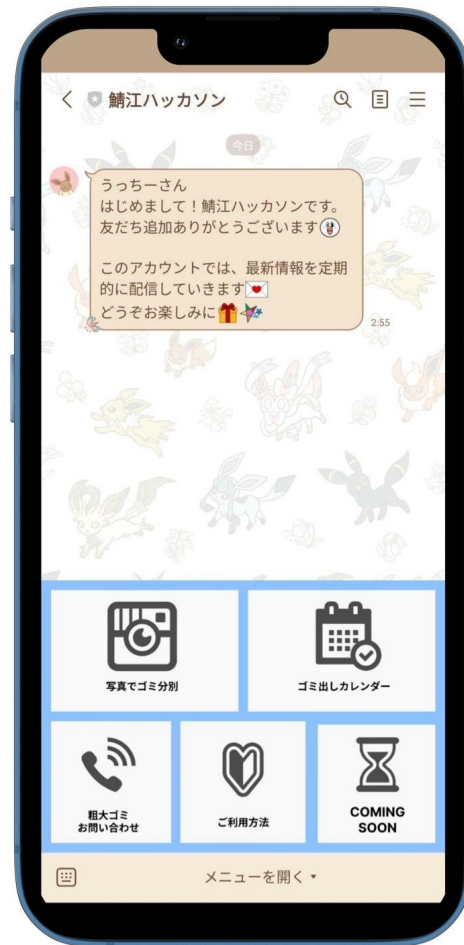 鯖江ハッカソン
今日
うっちーさん
はじめまして！鯖江ハッカソンです。
友だち追加ありがとうございます
このアカウントでは、最新情報を定期
的に配信していきます
どうぞお楽しみに
2:55
写真でゴミ分別
ゴミ出しカレンダー
粗大ゴミ
お問い合わせ
ご利用方法
COMING
SOON
メニューを開く